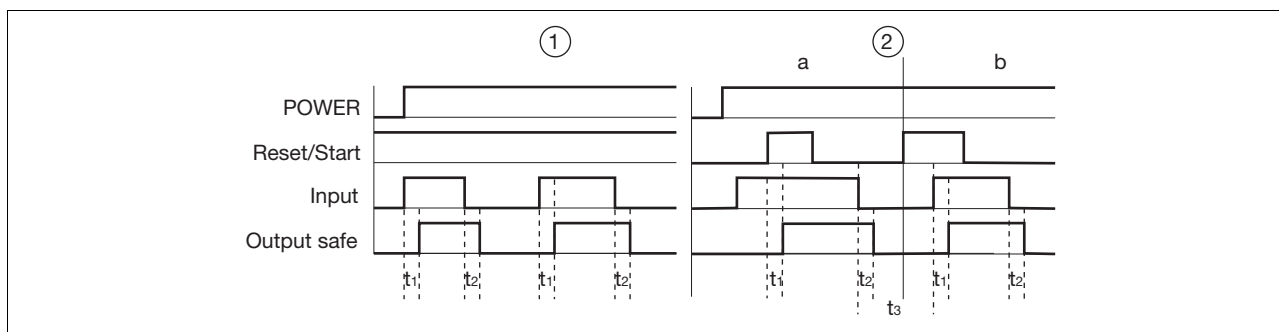 ① ②
a b
POWER
Reset/Start
Input
Output safe
t1 t2 t1 t2 t1 t2 t1 t2
t3